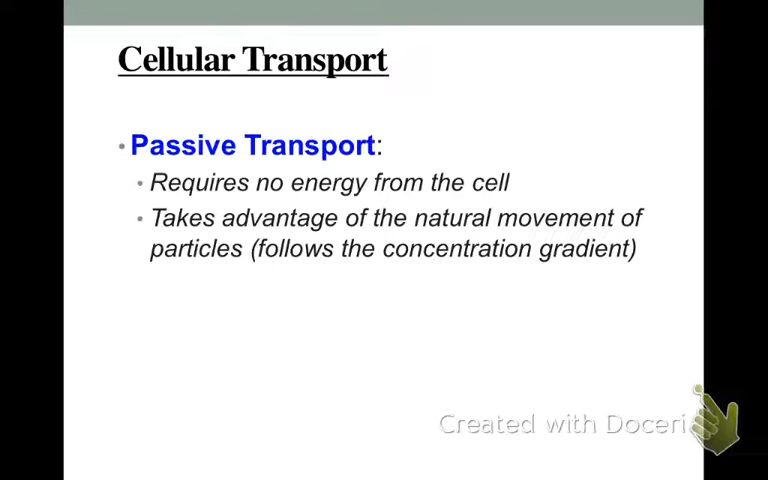 Cellular Transport
• Passive Transport:
• Requires no energy from the cell
• Takes advantage of the natural movement of
particles (follows the concentration gradient)
Created with Doceri